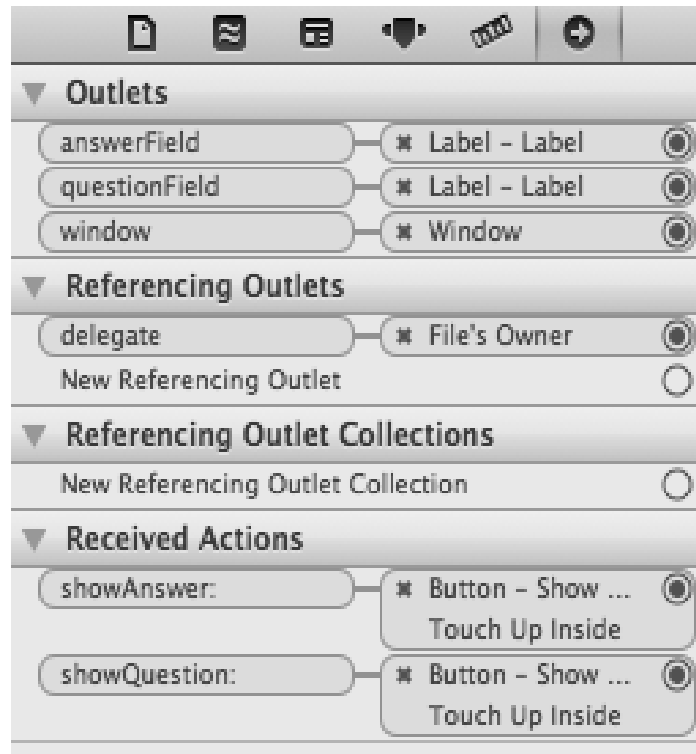 Outlets
answerField Label – Label
questionField Label – Label
window Window
Referencing Outlets
delegate File's Owner
New Referencing Outlet
Referencing Outlet Collections
New Referencing Outlet Collection
Received Actions
showAnswer: Button – Show ...
Touch Up Inside
showQuestion: Button – Show ...
Touch Up Inside